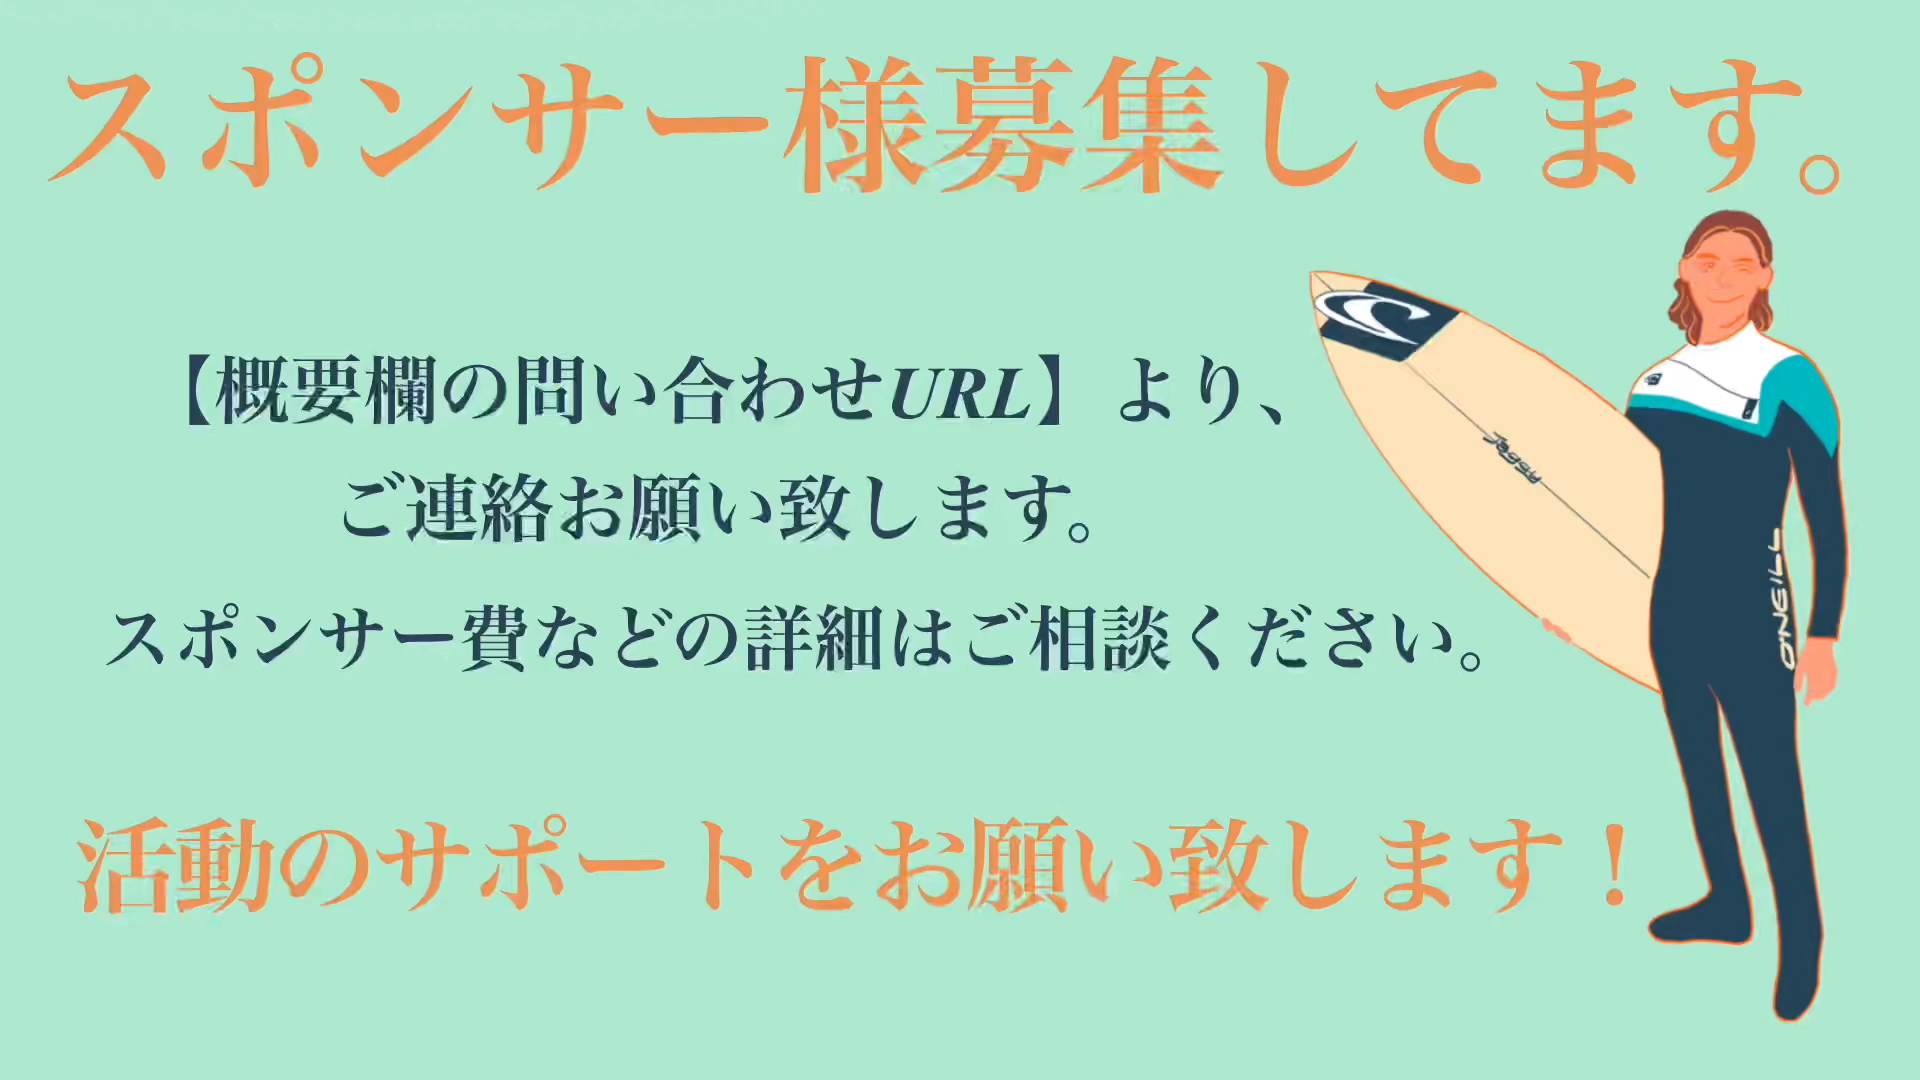 スポンサー様募集してます。
【概要欄の問い合わせURL】より、
ご連絡お願い致します。
スポンサー費などの詳細はご相談ください。
活動のサポートをお願い致します！
Jaggy
O'NEILL